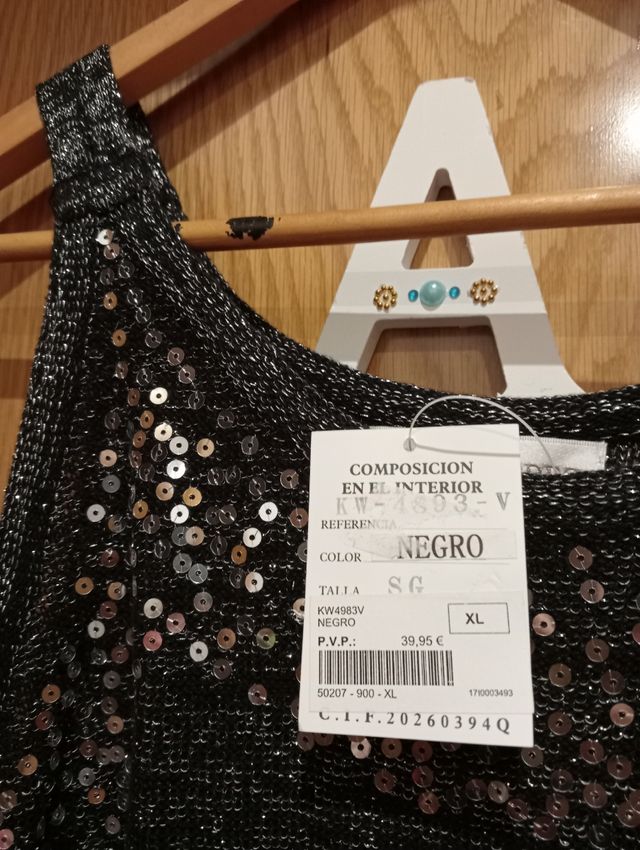 A
COMPOSICION
EN EL INTERIOR
KW-4893-V
REFERENCIA
COLOR NEGRO
TALLA SG
KW4983V
NEGRO
XL
P.V.P.: 39,95 €
50207 - 900 - XL 17I0003493
C.I.F.20260394Q